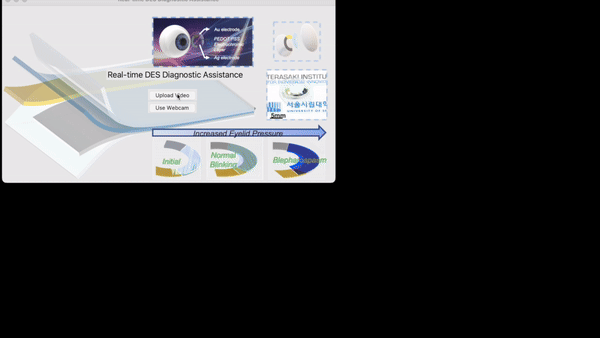 Real-time DES Diagnostic Assistance
Au electrode
PEDOT:PSS
Electrochromic
Layer
Ag electrode
Real-time DES Diagnostic Assistance
Upload Video
Use Webcam
TERASAKI INSTITU
서울시립대
5mm
Increased Eyelid Pressure
Initial
Normal
Blinking
Blepharospasm